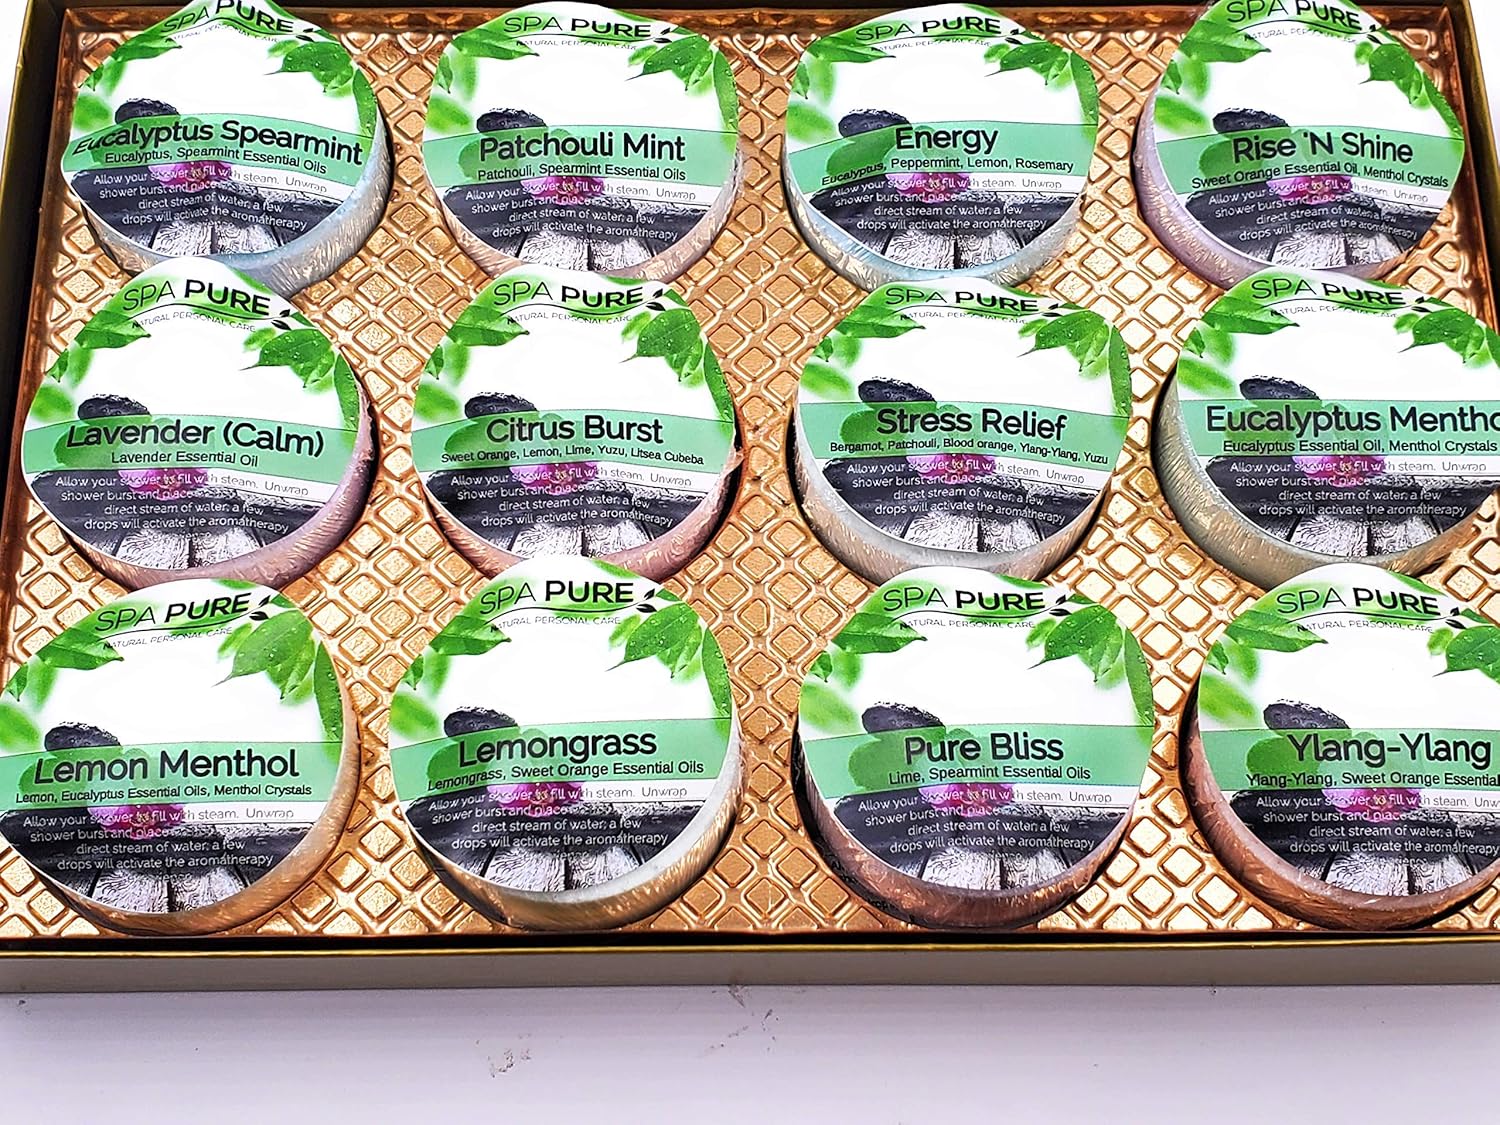 SPA PURE
NATURAL PERSONAL CARE
Eucalyptus Spearmint
Eucalyptus, Spearmint Essential Oils
Allow your shower to fill with steam. Unwrap
shower burst and place
direct stream of water, a few
drops will activate the aromatherapy
SPA PURE
NATURAL PERSONAL CARE
Patchouli Mint
Patchouli, Spearmint Essential Oils
Allow your shower to fill with steam. Unwrap
shower burst and place
direct stream of water, a few
drops will activate the aromatherapy
SPA PURE
NATURAL PERSONAL CARE
Energy
Eucalyptus, Peppermint, Lemon, Rosemary
Allow your shower to fill with steam. Unwrap
shower burst and place
direct stream of water, a few
drops will activate the aromatherapy
SPA PURE
NATURAL PERSONAL CARE
Rise 'N Shine
Sweet Orange Essential Oil, Menthol Crystals
Allow your shower to fill with steam. Unwrap
shower burst and place
direct stream of water, a few
drops will activate the aromatherapy
SPA PURE
NATURAL PERSONAL CARE
Lavender (Calm)
Lavender Essential Oil
Allow your shower to fill with steam. Unwrap
shower burst and place
direct stream of water, a few
drops will activate the aromatherapy
SPA PURE
NATURAL PERSONAL CARE
Citrus Burst
Sweet Orange, Lemon, Lime, Yuzu, Litsea Cubeba
Allow your shower to fill with steam. Unwrap
shower burst and place
direct stream of water, a few
drops will activate the aromatherapy
SPA PURE
NATURAL PERSONAL CARE
Stress Relief
Bergamot, Patchouli, Blood orange, Ylang-Ylang, Yuzu
Allow your shower to fill with steam. Unwrap
shower burst and place
direct stream of water, a few
drops will activate the aromatherapy
SPA PURE
NATURAL PERSONAL CARE
Eucalyptus Mentho
Eucalyptus Essential Oil, Menthol Crystals
Allow your shower to fill with steam. Unwrap
shower burst and place
direct stream of water, a few
drops will activate the aromatherapy
SPA PURE
NATURAL PERSONAL CARE
Lemon Menthol
Lemon, Eucalyptus Essential Oils, Menthol Crystals
Allow your shower to fill with steam. Unwrap
shower burst and place
direct stream of water, a few
drops will activate the aromatherapy
SPA PURE
NATURAL PERSONAL CARE
Lemongrass
Lemongrass, Sweet Orange Essential Oils
Allow your shower to fill with steam. Unwrap
shower burst and place
direct stream of water, a few
drops will activate the aromatherapy
SPA PURE
NATURAL PERSONAL CARE
Pure Bliss
Lime, Spearmint Essential Oils
Allow your shower to fill with steam. Unwrap
shower burst and place
direct stream of water, a few
drops will activate the aromatherapy
SPA PURE
NATURAL PERSONAL CARE
Ylang-Ylang
Ylang-Ylang, Sweet Orange Essential
Allow your shower to fill with steam. Unw
shower burst and place
direct stream of water, a few
drops will activate the aromatherapy